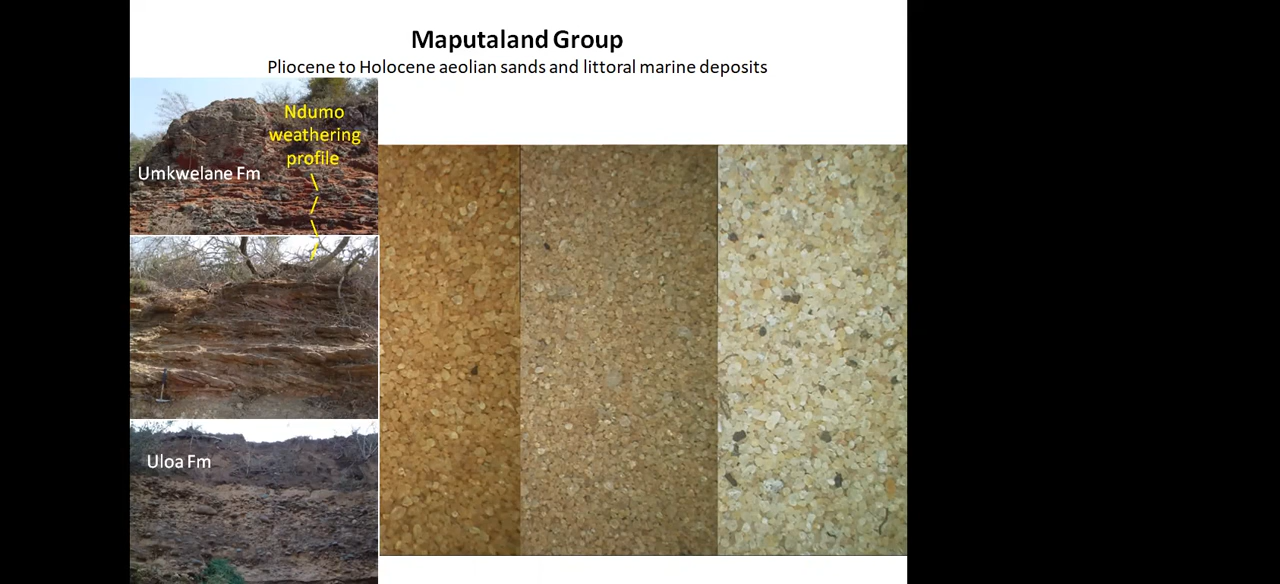 Maputaland Group
Pliocene to Holocene aeolian sands and littoral marine deposits
Ndumo
weathering
profile
Umkwelane Fm
Uloa Fm